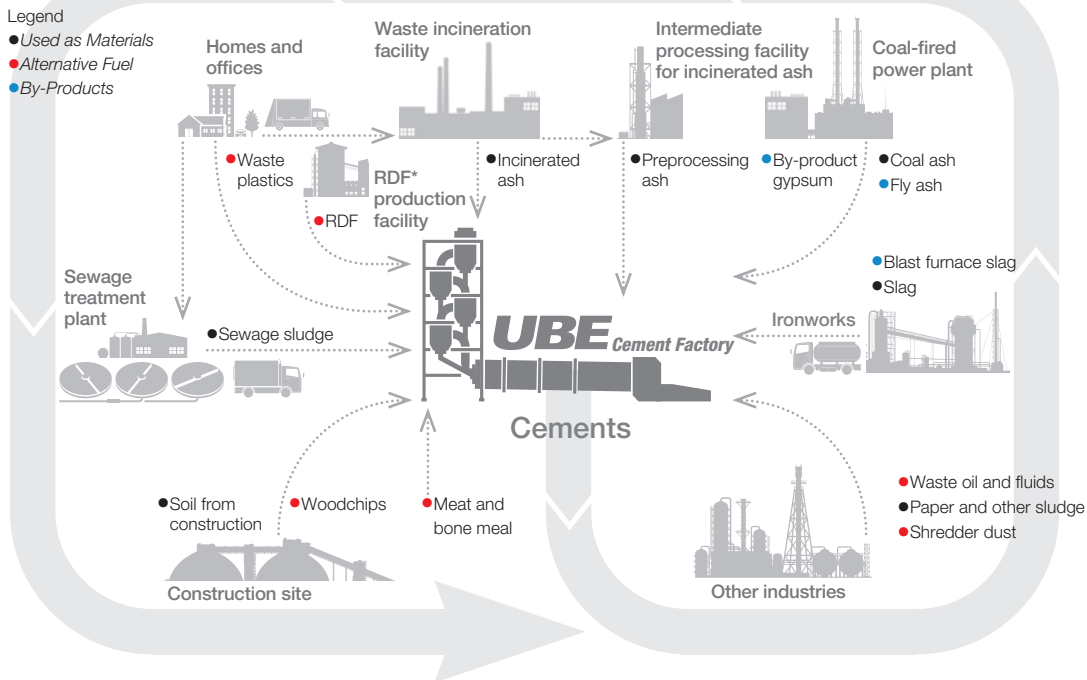 Legend
●Used as Materials
●Alternative Fuel
●By-Products
Homes and
offices
Waste incineration
facility
Intermediate
processing facility
for incinerated ash
Coal-fired
power plant
●Waste
plastics
RDF*
production
facility
●RDF
●Incinerated
ash
●Preprocessing
ash
●By-product
gypsum
●Coal ash
●Fly ash
Sewage
treatment
plant
●Sewage sludge
●Blast furnace slag
●Slag
Ironworks
UBE Cement Factory
Cements
●Soil from
construction
●Woodchips
●Meat and
bone meal
Construction site
●Waste oil and fluids
●Paper and other sludge
●Shredder dust
Other industries